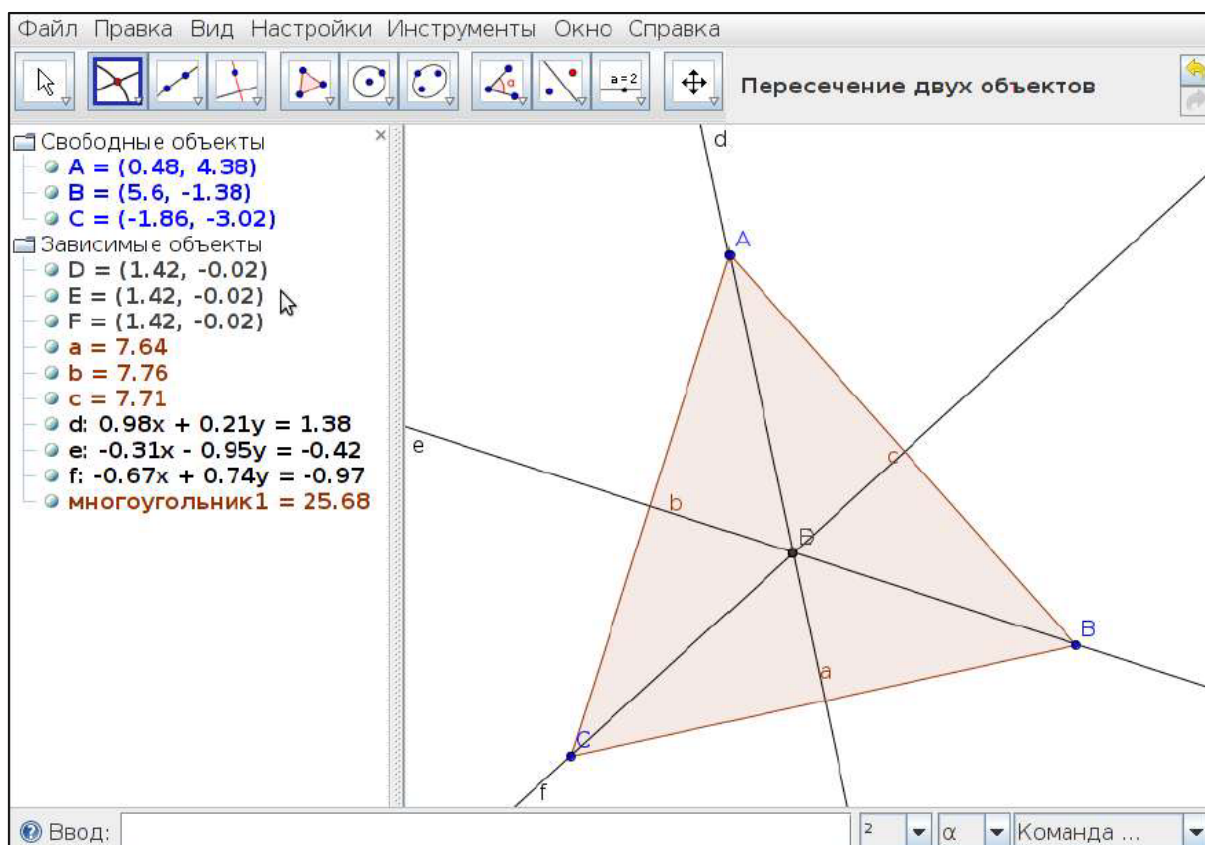 Файл Правка Вид Настройки Инструменты Окно Справка
a=2
Пересечение двух объектов
Свободные объекты
A = (0.48, 4.38)
B = (5.6, -1.38)
C = (-1.86, -3.02)
Зависимые объекты
D = (1.42, -0.02)
E = (1.42, -0.02)
F = (1.42, -0.02)
a = 7.64
b = 7.76
c = 7.71
d: 0.98x + 0.21y = 1.38
e: -0.31x - 0.95y = -0.42
f: -0.67x + 0.74y = -0.97
многоугольник1 = 25.68
d
A
e
c
b
B
a
C
f
Ввод:
² α Команда ...